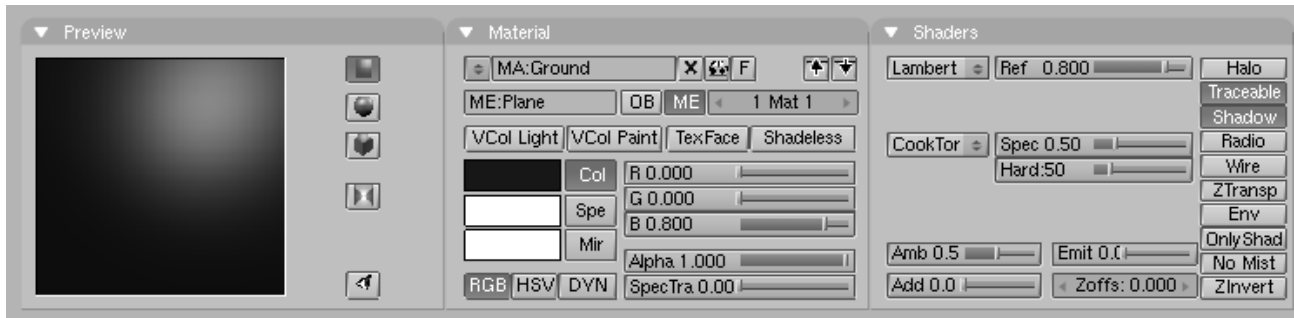 Preview
Material
Shaders
MA:Ground X F
ME:Plane OB ME 1 Mat 1
VCol Light VCol Paint TexFace Shadeless
Col R 0.000
G 0.000
Spe
B 0.800
Mir
Alpha 1.000
RGB HSV DYN SpecTra 0.00
Lambert Ref 0.800
CookTor Spec 0.50
Hard:50
Amb 0.5 Emit 0.(
Add 0.0 Zoffs: 0.000
Halo
Traceable
Shadow
Radio
Wire
ZTransp
Env
OnlyShad
No Mist
ZInvert